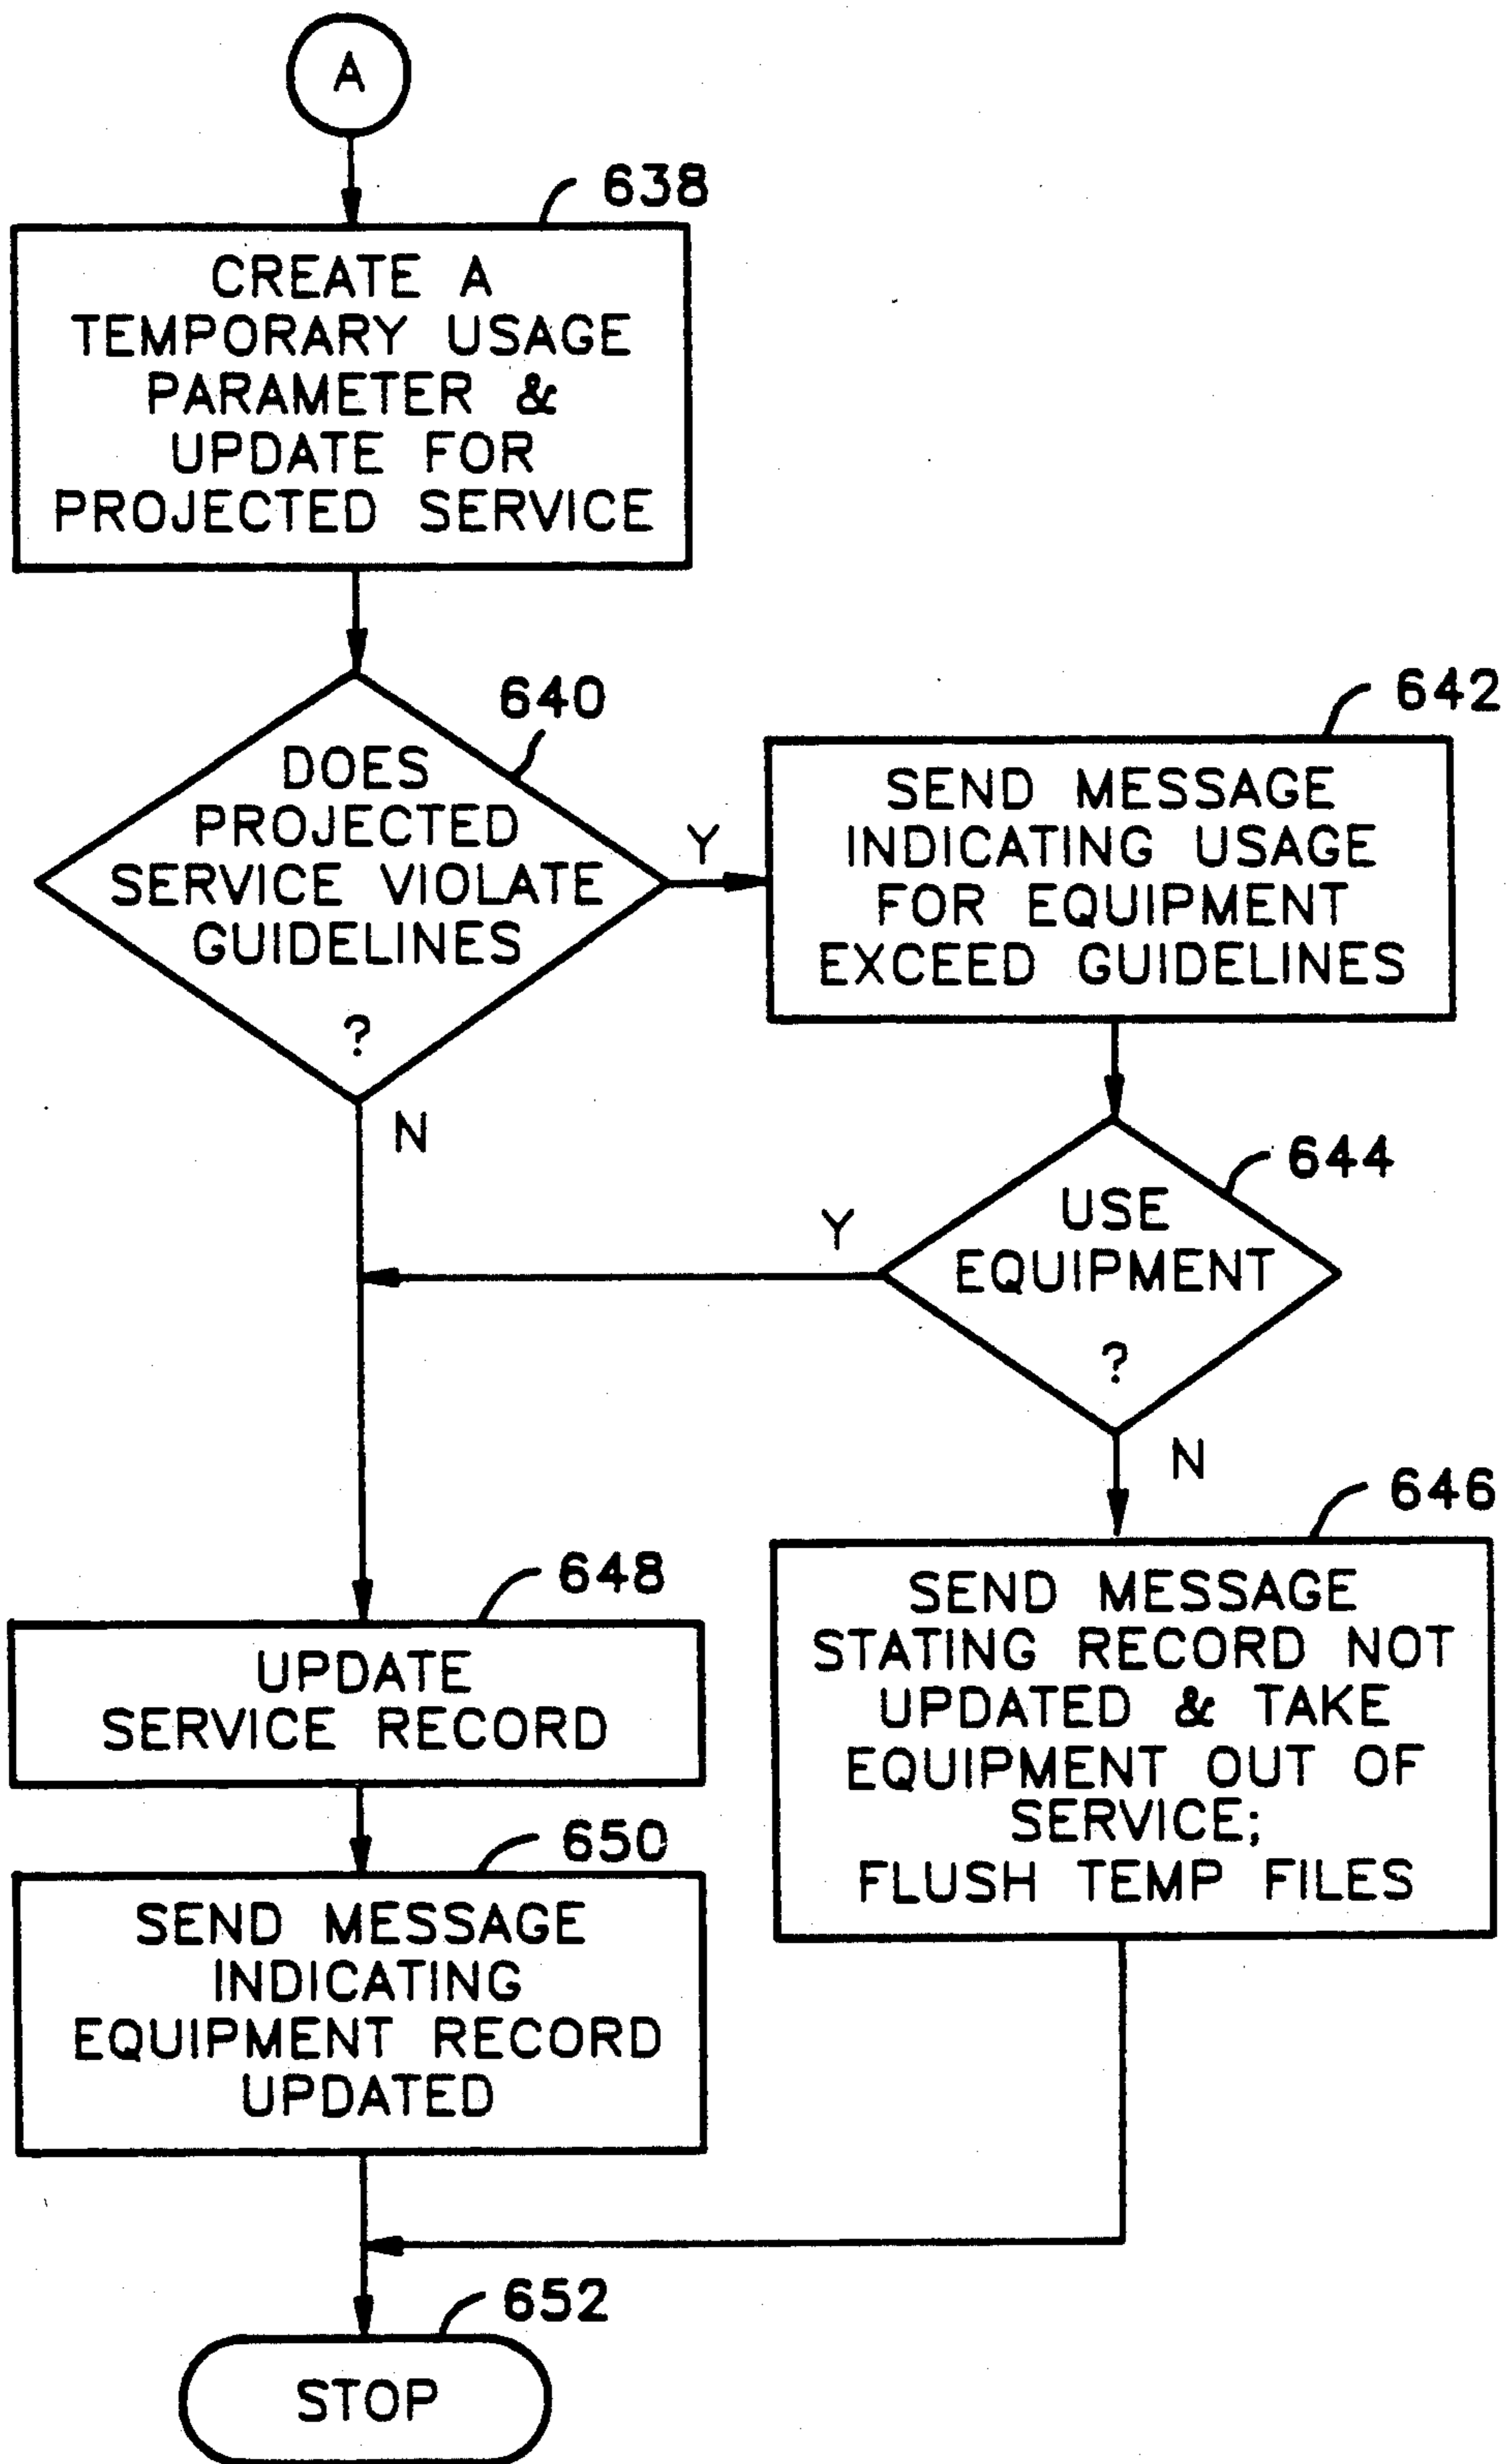 A
638
CREATE A
TEMPORARY USAGE
PARAMETER &
UPDATE FOR
PROJECTED SERVICE
640
DOES
PROJECTED
SERVICE VIOLATE
GUIDELINES
?
Y
N
642
SEND MESSAGE
INDICATING USAGE
FOR EQUIPMENT
EXCEED GUIDELINES
644
USE
EQUIPMENT
?
Y
N
646
SEND MESSAGE
STATING RECORD NOT
UPDATED & TAKE
EQUIPMENT OUT OF
SERVICE;
FLUSH TEMP FILES
648
UPDATE
SERVICE RECORD
650
SEND MESSAGE
INDICATING
EQUIPMENT RECORD
UPDATED
652
STOP